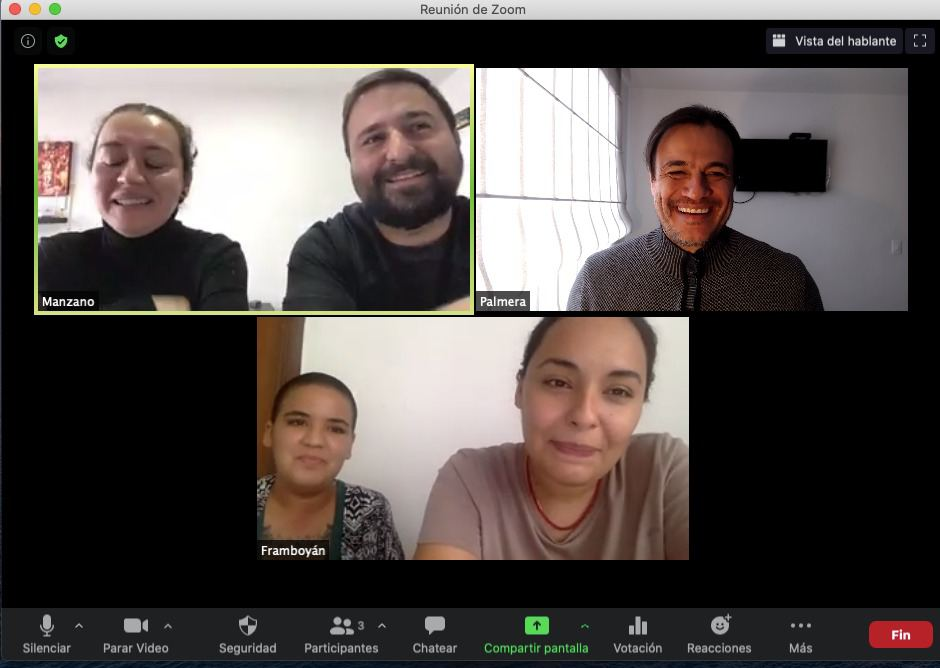 Reunión de Zoom
Vista del hablante
Manzano
Palmera
Framboyán
Silenciar
Parar Video
Seguridad
3
Participantes
Chatear
Compartir pantalla
Votación
Reacciones
Más
Fin